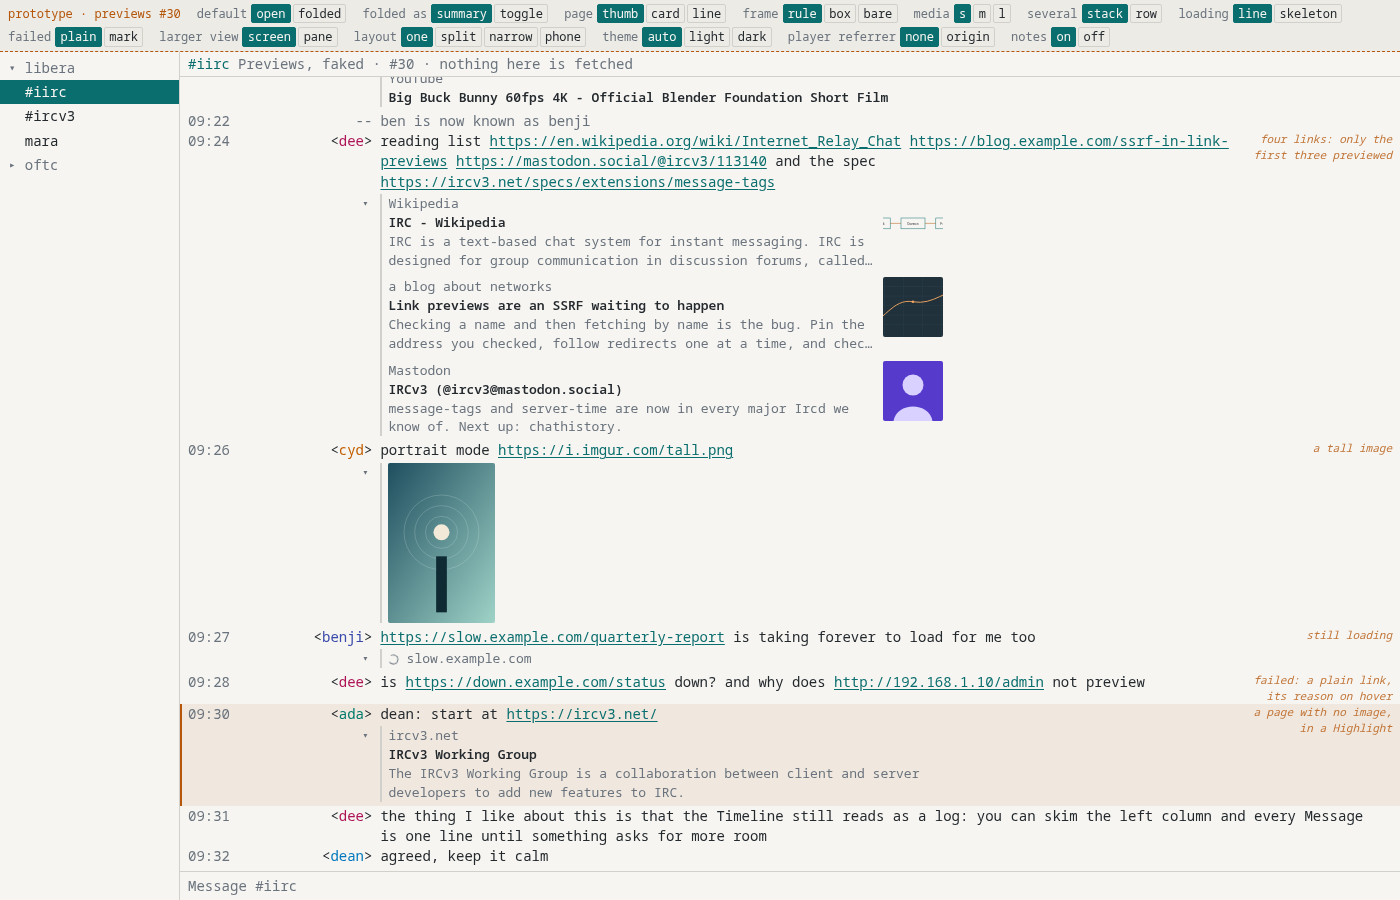 prototype · previews #30 default open folded folded as summary toggle page thumb card line frame rule box bare media s m l several stack row loading line skeleton
failed plain mark larger view screen pane layout one split narrow phone theme auto light dark player referrer none origin notes on off
▾ libera
#iirc
#ircv3
mara
▸ oftc
#iirc Previews, faked · #30 · nothing here is fetched
YouTube
Big Buck Bunny 60fps 4K - Official Blender Foundation Short Film
09:22 -- ben is now known as benji
09:24 <dee> reading list https://en.wikipedia.org/wiki/Internet_Relay_Chat https://blog.example.com/ssrf-in-link-
previews https://mastodon.social/@ircv3/113140 and the spec
https://ircv3.net/specs/extensions/message-tags
four links: only the
first three previewed
▾ Wikipedia
IRC - Wikipedia
IRC is a text-based chat system for instant messaging. IRC is
designed for group communication in discussion forums, called…
a blog about networks
Link previews are an SSRF waiting to happen
Checking a name and then fetching by name is the bug. Pin the
address you checked, follow redirects one at a time, and chec…
Mastodon
IRCv3 (@ircv3@mastodon.social)
message-tags and server-time are now in every major Ircd we
know of. Next up: chathistory.
09:26 <cyd> portrait mode https://i.imgur.com/tall.png
a tall image
▾
09:27 <benji> https://slow.example.com/quarterly-report is taking forever to load for me too
still loading
▾ slow.example.com
09:28 <dee> is https://down.example.com/status down? and why does http://192.168.1.10/admin not preview
failed: a plain link,
its reason on hover
09:30 <ada> dean: start at https://ircv3.net/
a page with no image,
in a Highlight
▾ ircv3.net
IRCv3 Working Group
The IRCv3 Working Group is a collaboration between client and server
developers to add new features to IRC.
09:31 <dee> the thing I like about this is that the Timeline still reads as a log: you can skim the left column and every Message
is one line until something asks for more room
09:32 <dean> agreed, keep it calm
Message #iirc